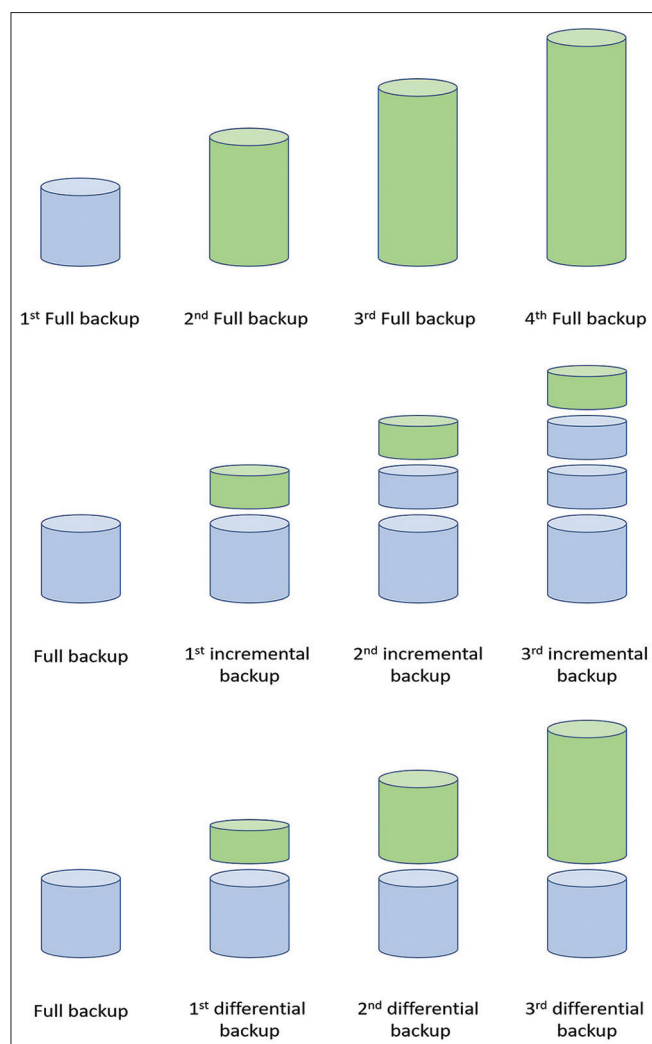 1st Full backup
2nd Full backup
3rd Full backup
4th Full backup
Full backup
1st incremental
backup
2nd incremental
backup
3rd incremental
backup
Full backup
1st differential
backup
2nd differential
backup
3rd differential
backup